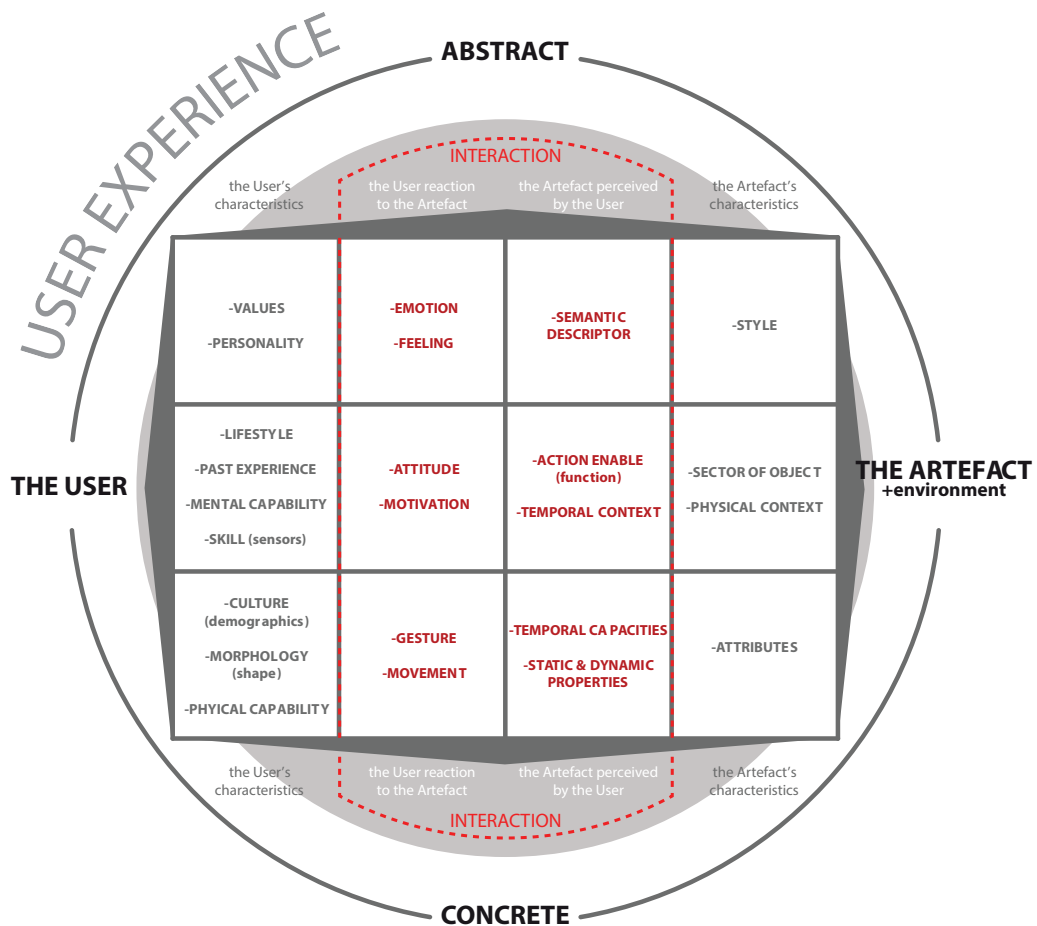 USER EXPERIENCE
ABSTRACT
INTERACTION
the User's
characteristics
the User reaction
to the Artefact
the Artefact perceived
by the User
the Artefact's
characteristics
-VALUES
-PERSONALITY
-EMOTION
-FEELING
-SEMANTIC
DESCRIPTOR
-STYLE
THE USER
-LIFESTYLE
-PAST EXPERIENCE
-MENTAL CAPABILITY
-SKILL (sensors)
-ATTITUDE
-MOTIVATION
-ACTION ENABLE
(function)
-TEMPORAL CONTEXT
-SECTOR OF OBJECT
-PHYSICAL CONTEXT
THE ARTEFACT
+environment
-CULTURE
(demographics)
-MORPHOLOGY
(shape)
-PHYICAL CAPABILITY
-GESTURE
-MOVEMENT
-TEMPORAL CA PACITIES
-STATIC & DYNAMIC
PROPERTIES
-ATTRIBUTES
the User's
characteristics
the User reaction
to the Artefact
the Artefact perceived
by the User
the Artefact's
characteristics
INTERACTION
CONCRETE